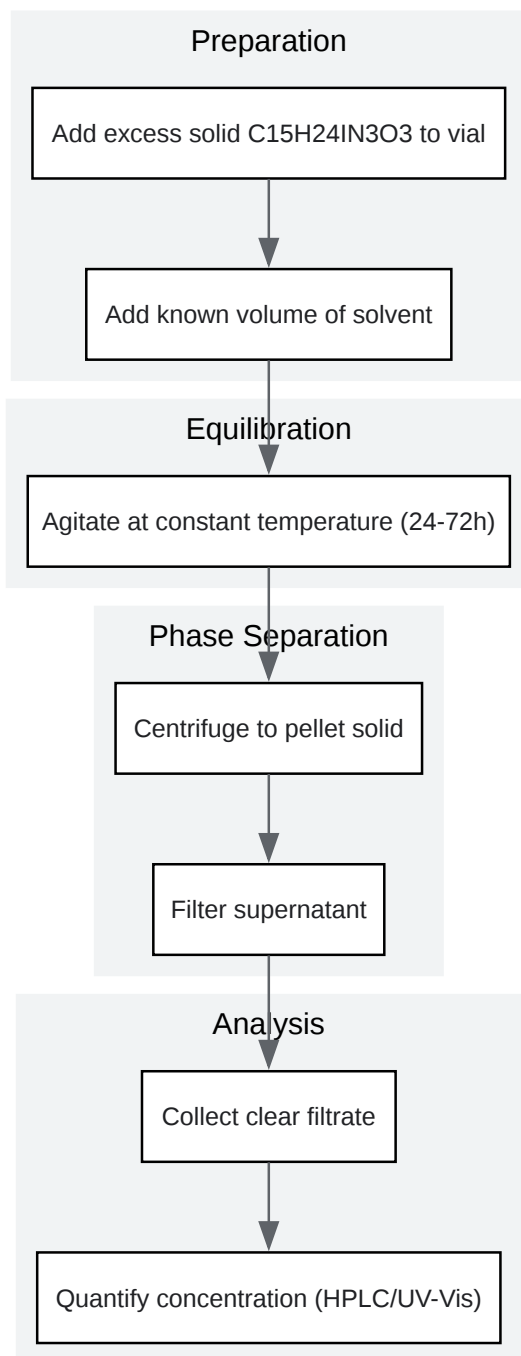 Preparation
Add excess solid C15H24IN3O3 to vial
Add known volume of solvent
Equilibration
Agitate at constant temperature (24-72h)
Phase Separation
Centrifuge to pellet solid
Filter supernatant
Analysis
Collect clear filtrate
Quantify concentration (HPLC/UV-Vis)